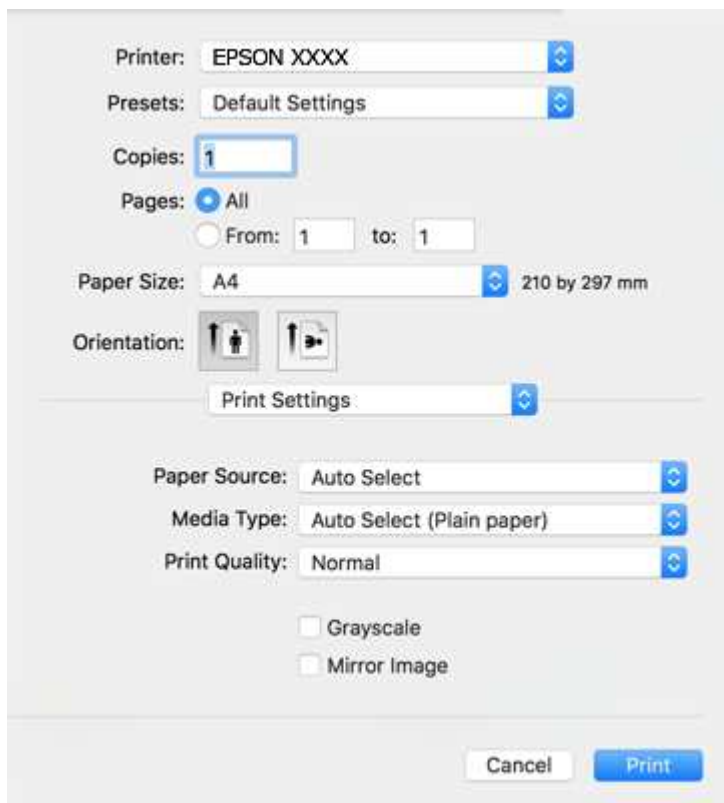 Printer: EPSON XXXX
Presets: Default Settings
Copies: 1
Pages: All
From: 1 to: 1
Paper Size: A4 210 by 297 mm
Orientation:
Print Settings
Paper Source: Auto Select
Media Type: Auto Select (Plain paper)
Print Quality: Normal
Grayscale
Mirror Image
Cancel Print